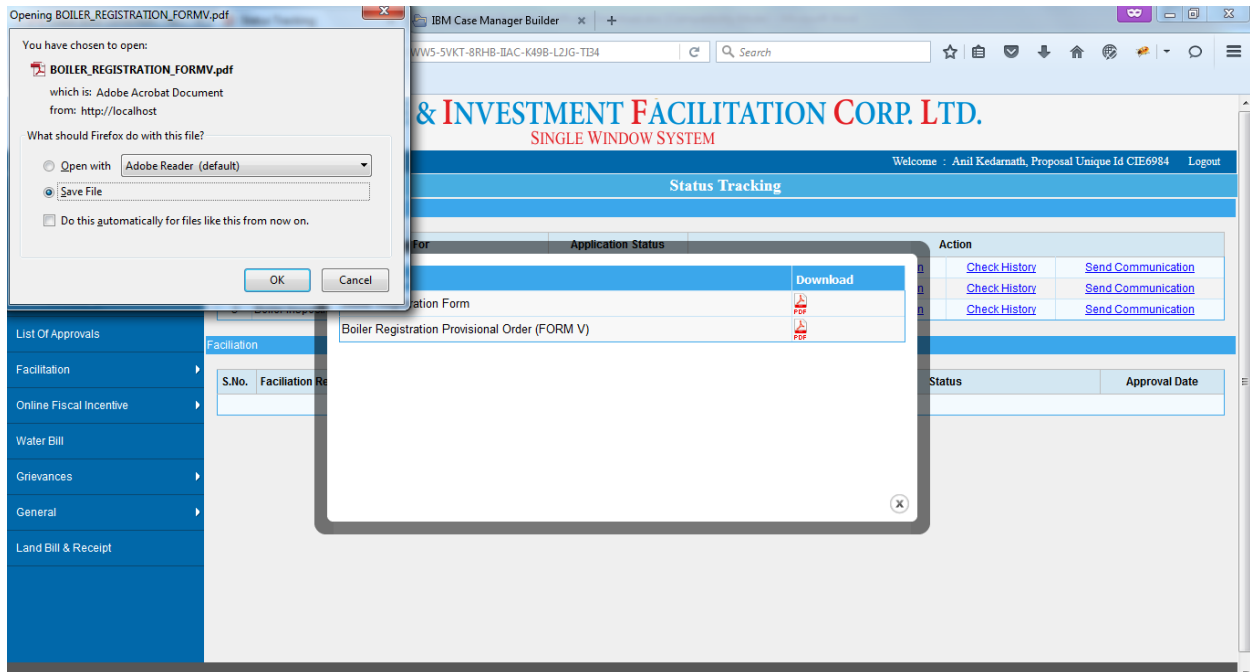 Opening BOILER_REGISTRATION_FORMV.pdf
You have chosen to open:
BOILER_REGISTRATION_FORMV.pdf
which is: Adobe Acrobat Document
from: http://localhost
What should Firefox do with this file?
Open with Adobe Reader (default)
Save File
Do this automatically for files like this from now on.
OK Cancel
IBM Case Manager Builder
WW5-5VKT-8RHB-IIAC-K49B-L2JG-TI34
Search
& INVESTMENT FACILITATION CORP. LTD.
SINGLE WINDOW SYSTEM
Welcome : Anil Kedarnath, Proposal Unique Id CIE6984 Logout
Status Tracking
For Application Status Action
Check History Send Communication
Check History Send Communication
Check History Send Communication
Download
ration Form
PDF
Boiler Registration Provisional Order (FORM V)
PDF
List Of Approvals
Facilitation
Online Fiscal Incentive
Water Bill
Grievances
General
Land Bill & Receipt
Faciliation
S.No. Faciliation Re Status Approval Date